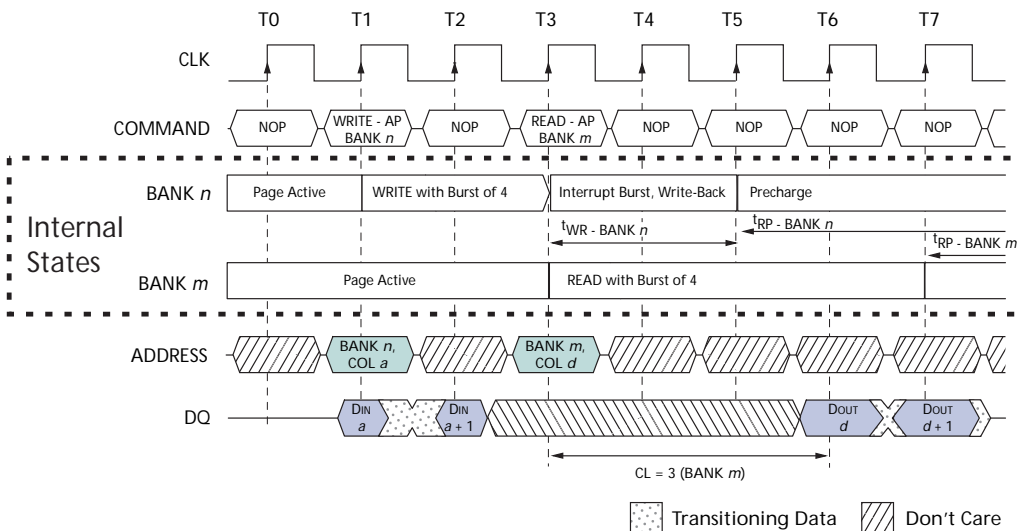 T0 T1 T2 T3 T4 T5 T6 T7
CLK
COMMAND NOP WRITE - AP BANK n NOP READ - AP BANK m NOP NOP NOP NOP
BANK n Page Active WRITE with Burst of 4 Interrupt Burst, Write-Back Precharge
tWR - BANK n tRP - BANK n
tRP - BANK m
Internal
States
BANK m Page Active READ with Burst of 4
ADDRESS BANK n, COL a BANK m, COL d
DQ DIN a DIN a + 1 DOUT d DOUT d + 1
CL = 3 (BANK m)
Transitioning Data Don't Care